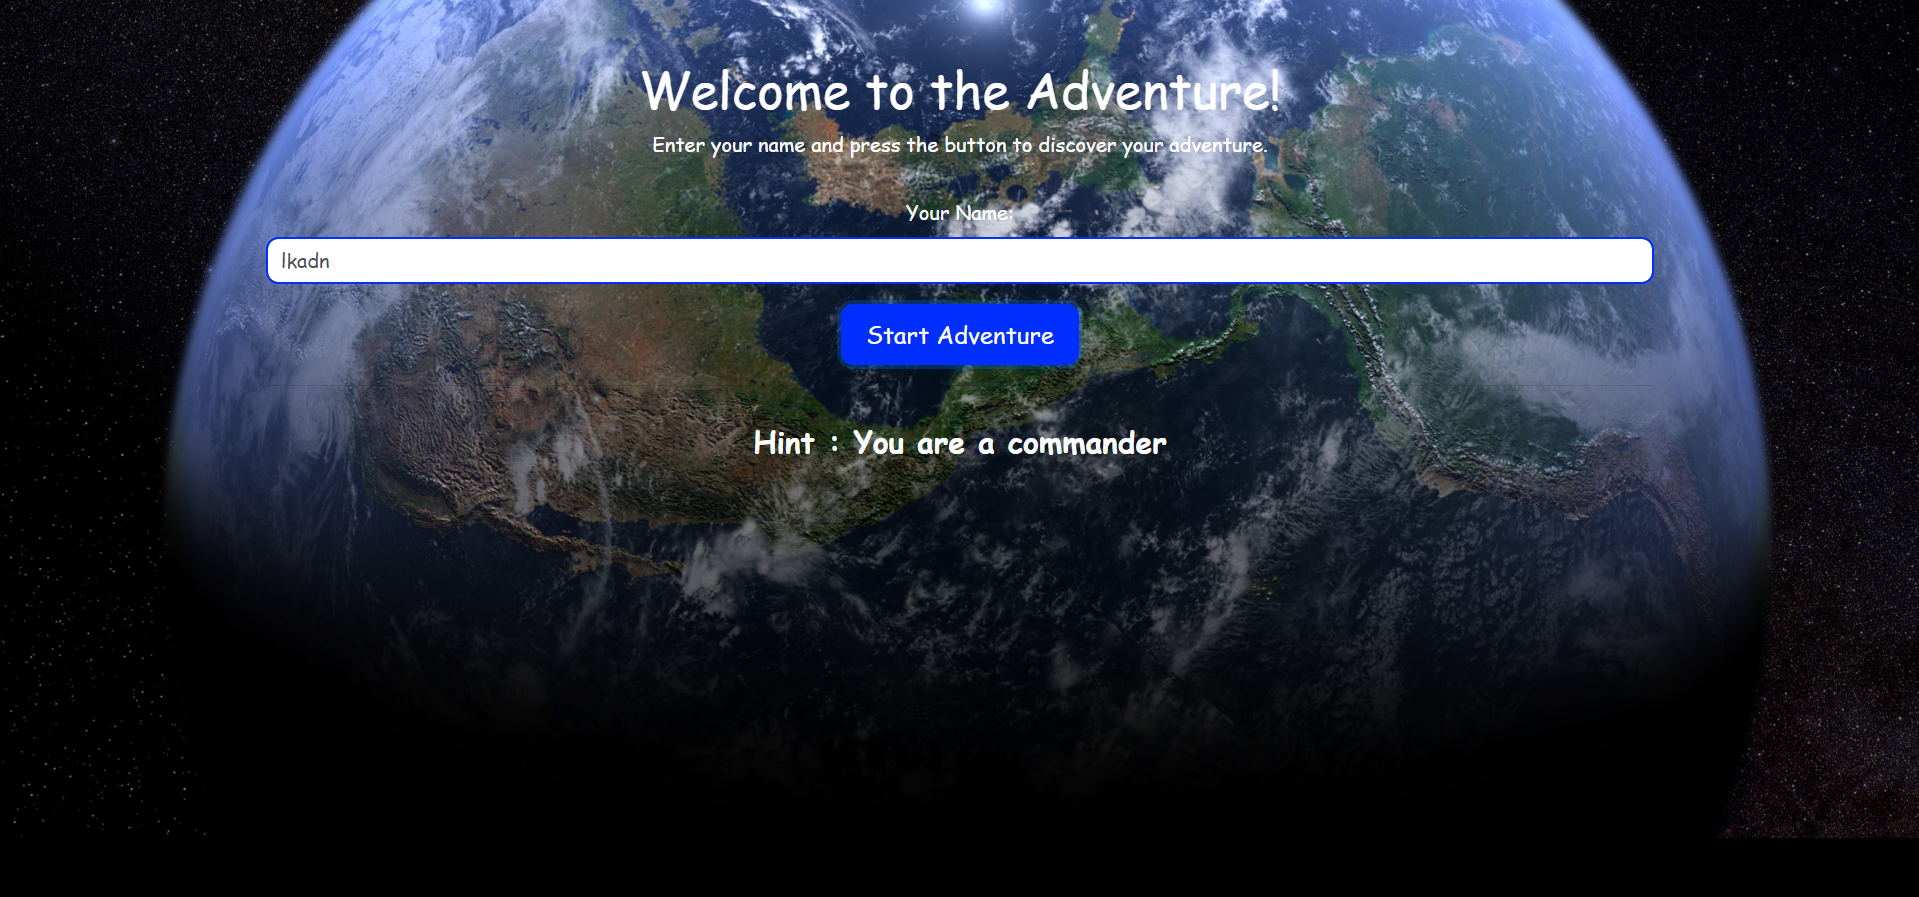 Welcome to the Adventure!
Enter your name and press the button to discover your adventure.
Your Name:
lkadn
Start Adventure
Hint : You are a commander